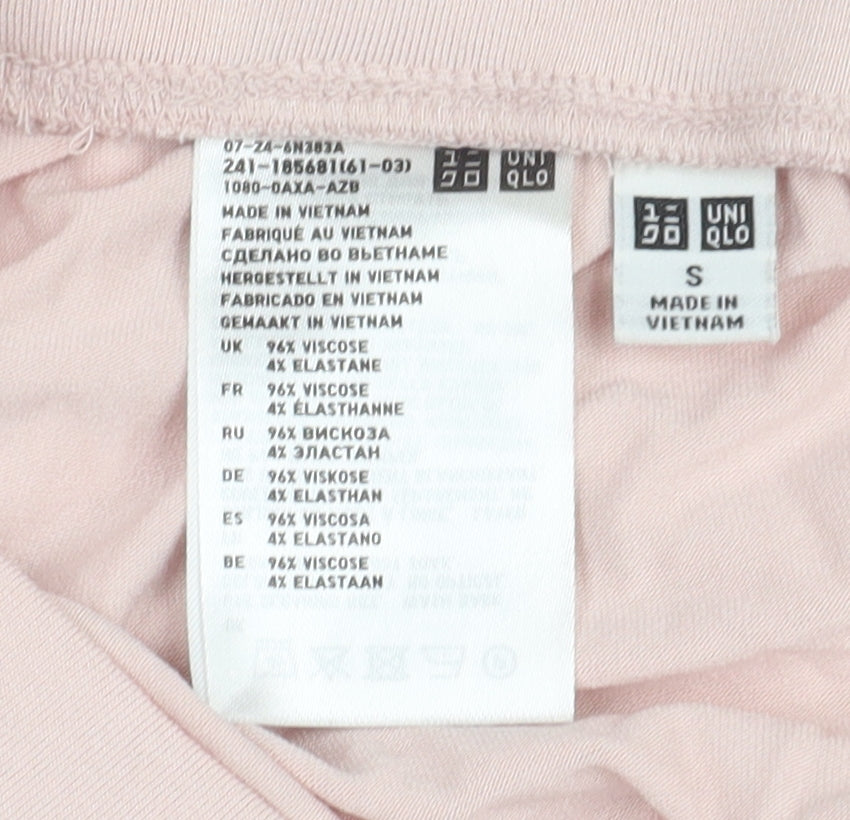 07-24-6N383A
241-185681(61-03)
1080-0AXA-AZB
ユニ
クロ
UNI
QLO
MADE IN VIETNAM
FABRIQUÉ AU VIETNAM
СДЕЛАНО ВО ВЬЕТНАМЕ
HERGESTELLT IN VIETNAM
FABRICADO EN VIETNAM
GEMAAKT IN VIETNAM
UK 96% VISCOSE
4% ELASTANE
FR 96% VISCOSE
4% ÉLASTHANNE
RU 96% ВИСКОЗА
4% ЭЛАСТАН
DE 96% VISKOSE
4% ELASTHAN
ES 96% VISCOSA
4% ELASTANO
BE 96% VISCOSE
4% ELASTAAN
ユニ
クロ
UNI
QLO
S
MADE IN
VIETNAM